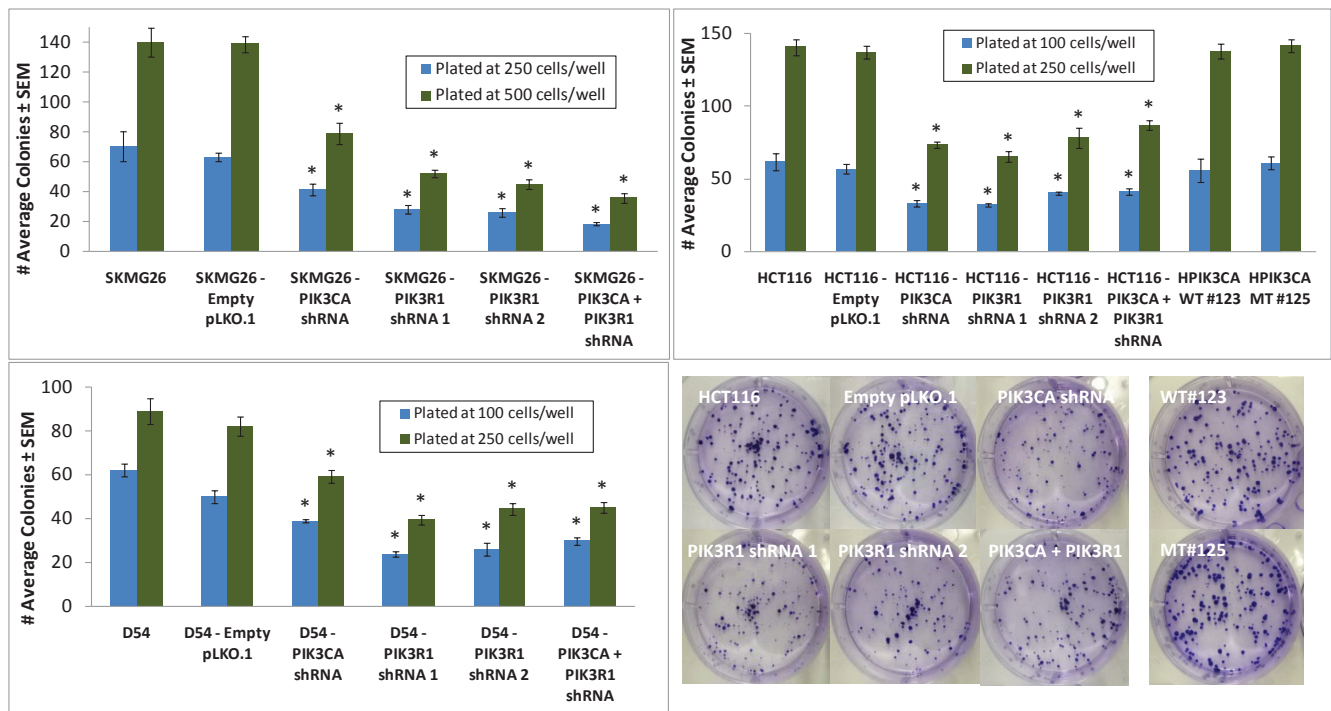 # Average Colonies ± SEM
140
120
100
80
60
40
20
0
Plated at 250 cells/well
Plated at 500 cells/well
* * * * * * * *
SKMG26
SKMG26 -
Empty
pLKO.1
SKMG26 -
PIK3CA
shRNA
SKMG26 -
PIK3R1
shRNA 1
SKMG26 -
PIK3R1
shRNA 2
SKMG26 -
PIK3CA +
PIK3R1
shRNA
# Average Colonies ± SEM
150
100
50
0
Plated at 100 cells/well
Plated at 250 cells/well
* * * * * * * *
HCT116
HCT116 -
Empty
pLKO.1
HCT116 -
PIK3CA
shRNA
HCT116 -
PIK3R1
shRNA 1
HCT116 -
PIK3R1
shRNA 2
HCT116 -
PIK3CA +
PIK3R1
shRNA
HPIK3CA
WT #123
HPIK3CA
MT #125
# Average Colonies ± SEM
100
80
60
40
20
0
Plated at 100 cells/well
Plated at 250 cells/well
* * * * * * * *
D54
D54 - Empty
pLKO.1
D54 -
PIK3CA
shRNA
D54 -
PIK3R1
shRNA 1
D54 -
PIK3R1
shRNA 2
D54 -
PIK3CA +
PIK3R1
shRNA
HCT116
Empty pLKO.1
PIK3CA shRNA
WT#123
PIK3R1 shRNA 1
PIK3R1 shRNA 2
PIK3CA + PIK3R1
MT#125